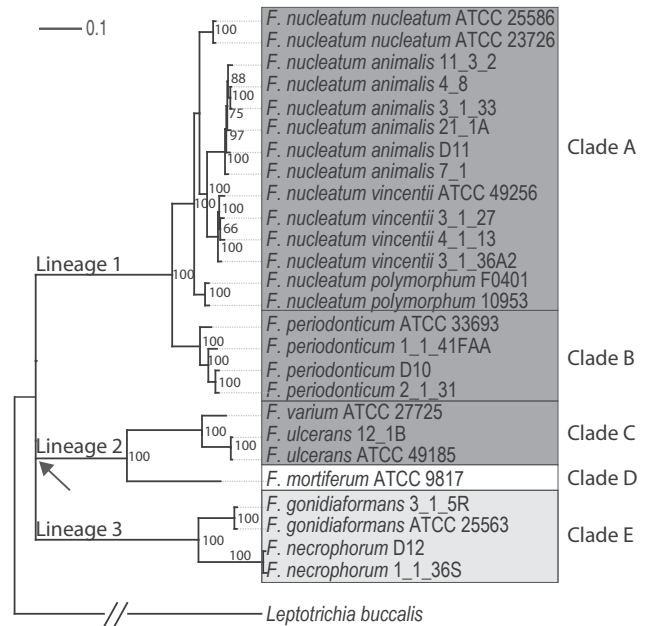 0.1
F. nucleatum nucleatum ATCC 25586
100
F. nucleatum nucleatum ATCC 23726
F. nucleatum animalis 11_3_2
88
F. nucleatum animalis 4_8
100
F. nucleatum animalis 3_1_33
75
F. nucleatum animalis 21_1A
97
Clade A
F. nucleatum animalis D11
100
F. nucleatum animalis 7_1
100
F. nucleatum vincentii ATCC 49256
100
100
F. nucleatum vincentii 3_1_27
66
F. nucleatum vincentii 4_1_13
100
F. nucleatum vincentii 3_1_36A2
Lineage 1
100
F. nucleatum polymorphum F0401
100
F. nucleatum polymorphum 10953
F. periodonticum ATCC 33693
100
F. periodonticum 1_1_41FAA
Clade B
100
F. periodonticum D10
100
F. periodonticum 2_1_31
F. varium ATCC 27725
100
F. ulcerans 12_1B
Clade C
Lineage 2
100
100
F. ulcerans ATCC 49185
F. mortiferum ATCC 9817
Clade D
F. gonidiaformans 3_1_5R
100
F. gonidiaformans ATCC 25563
Lineage 3
100
Clade E
F. necrophorum D12
100
F. necrophorum 1_1_36S
Leptotrichia buccalis